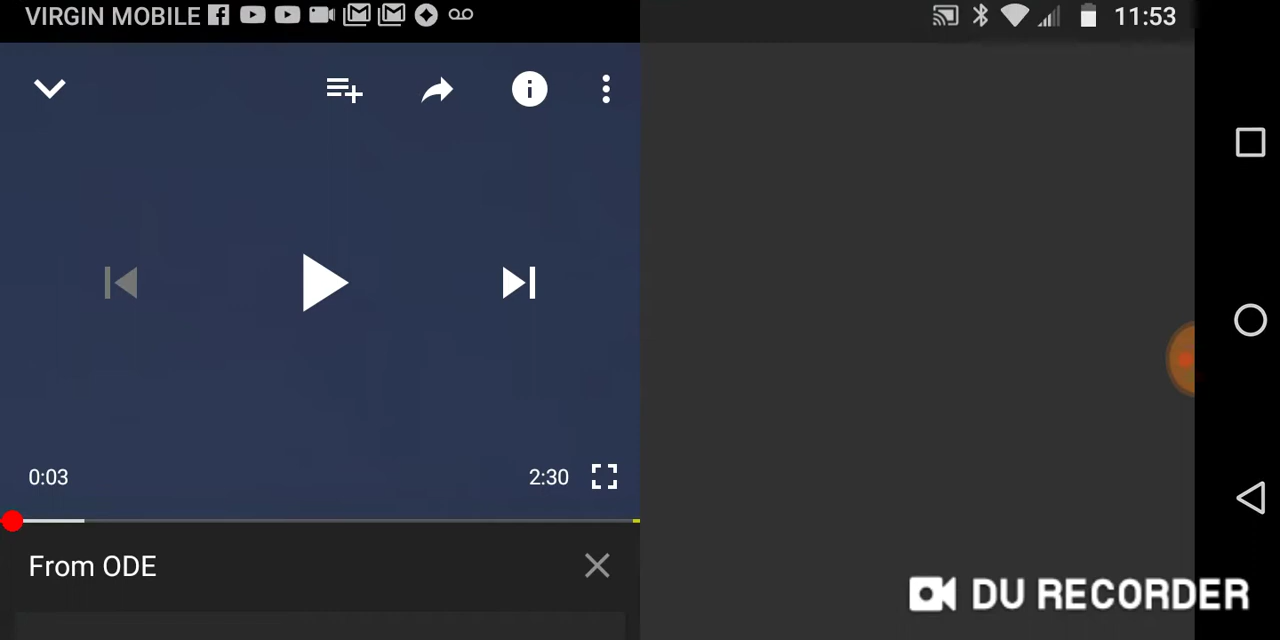 VIRGIN MOBILE
11:53
0:03
2:30
From ODE
DU RECORDER